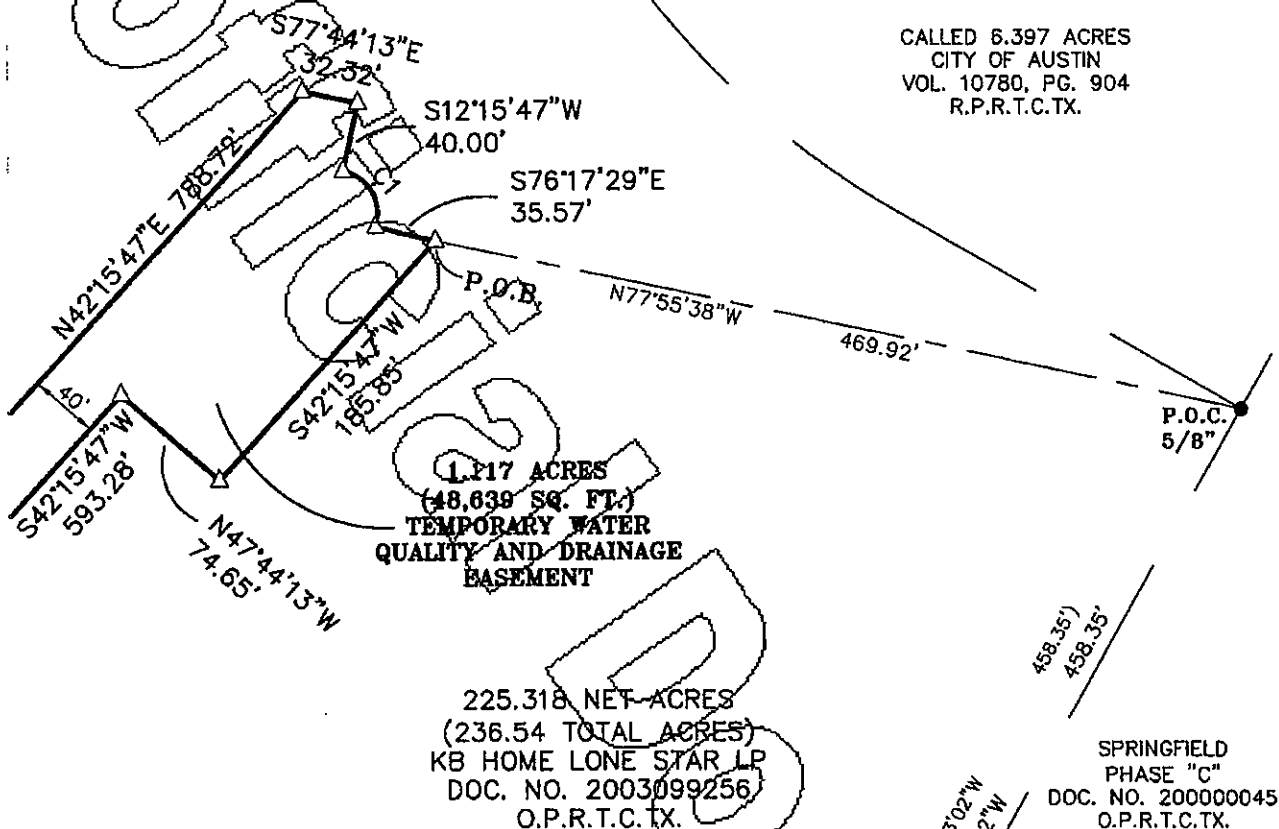 S77°44'13"E
32.32'
CALLED 6.397 ACRES
CITY OF AUSTIN
VOL. 10780, PG. 904
R.P.R.T.C.TX.
S12°15'47"W
40.00'
C1
S76°17'29"E
35.57'
N42°15'47"E 788.72'
P.O.B.
N77°55'38"W
469.92'
P.O.C.
5/8"
40'
S42°15'47"W
593.28'
S42°15'47"W
185.85'
N47°44'13"W
74.65'
1.117 ACRES
(48,639 SQ. FT.)
TEMPORARY WATER
QUALITY AND DRAINAGE
EASEMENT
458.35')
458.35'
225.318 NET ACRES
(236.54 TOTAL ACRES)
KB HOME LONE STAR LP
DOC. NO. 2003099256
O.P.R.T.C.TX.
SPRINGFIELD
PHASE "C"
DOC. NO. 200000045
O.P.R.T.C.TX.
3'02"W
2"W